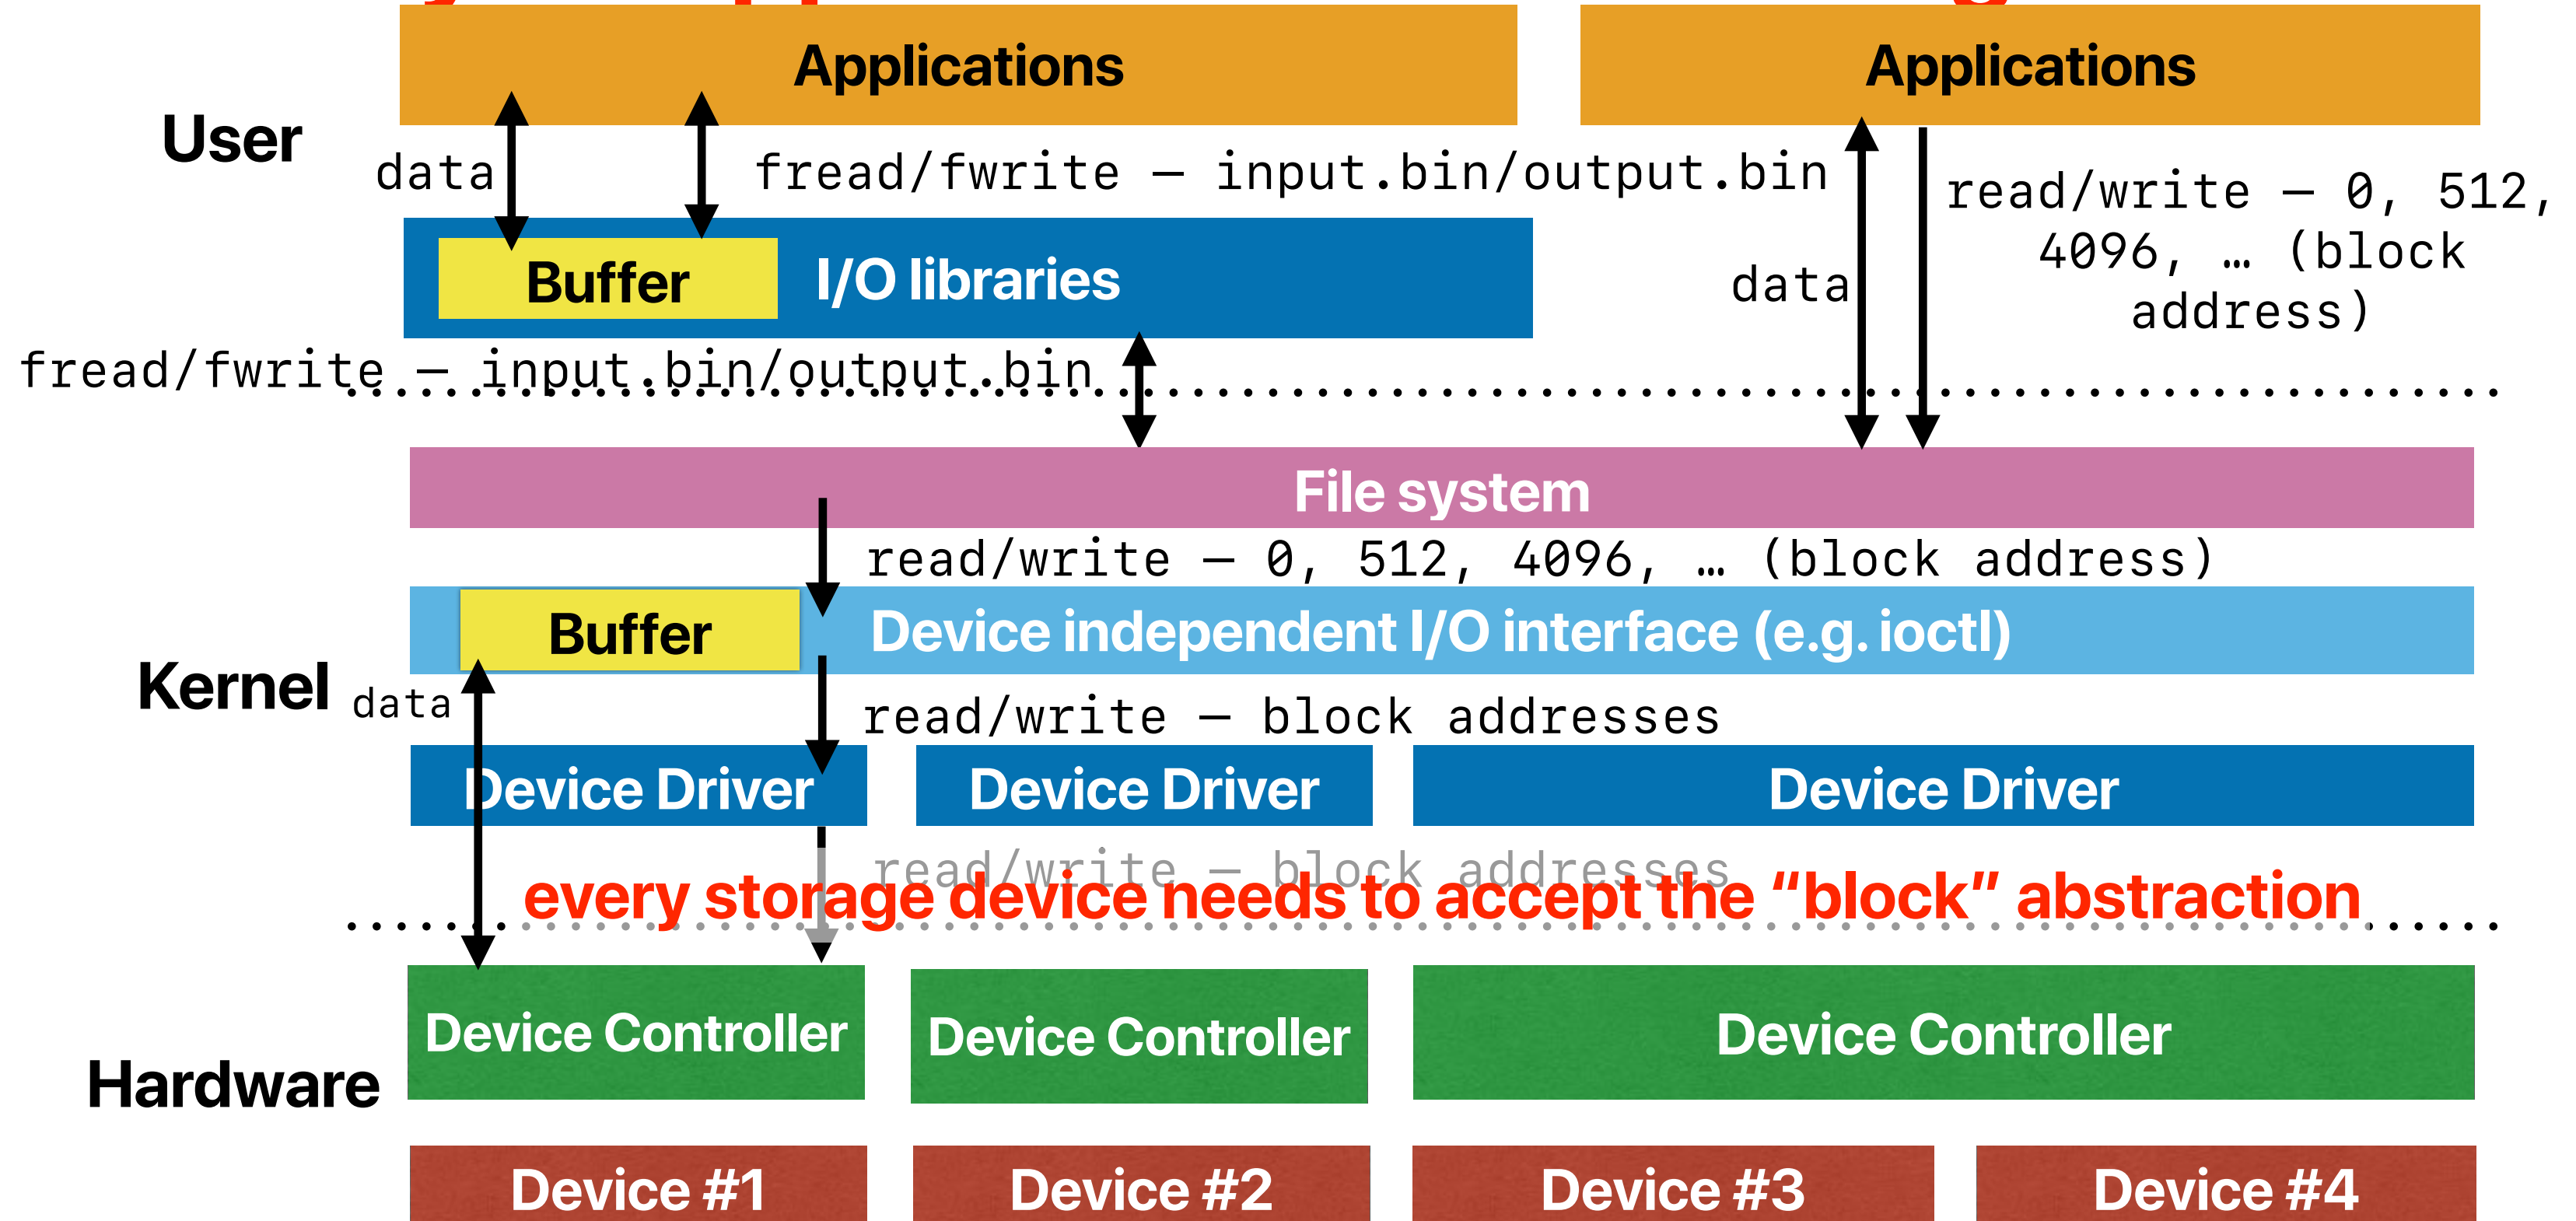 Applications
Applications
User
data
fread/fwrite — input.bin/output.bin
read/write — 0, 512,
4096, … (block
address)
data
Buffer
I/O libraries
fread/fwrite — input.bin/output.bin
File system
read/write — 0, 512, 4096, … (block address)
Buffer
Device independent I/O interface (e.g. ioctl)
Kernel
data
read/write — block addresses
Device Driver
Device Driver
Device Driver
read/write — block addresses
every storage device needs to accept the “block” abstraction
Device Controller
Device Controller
Device Controller
Hardware
Device #1
Device #2
Device #3
Device #4